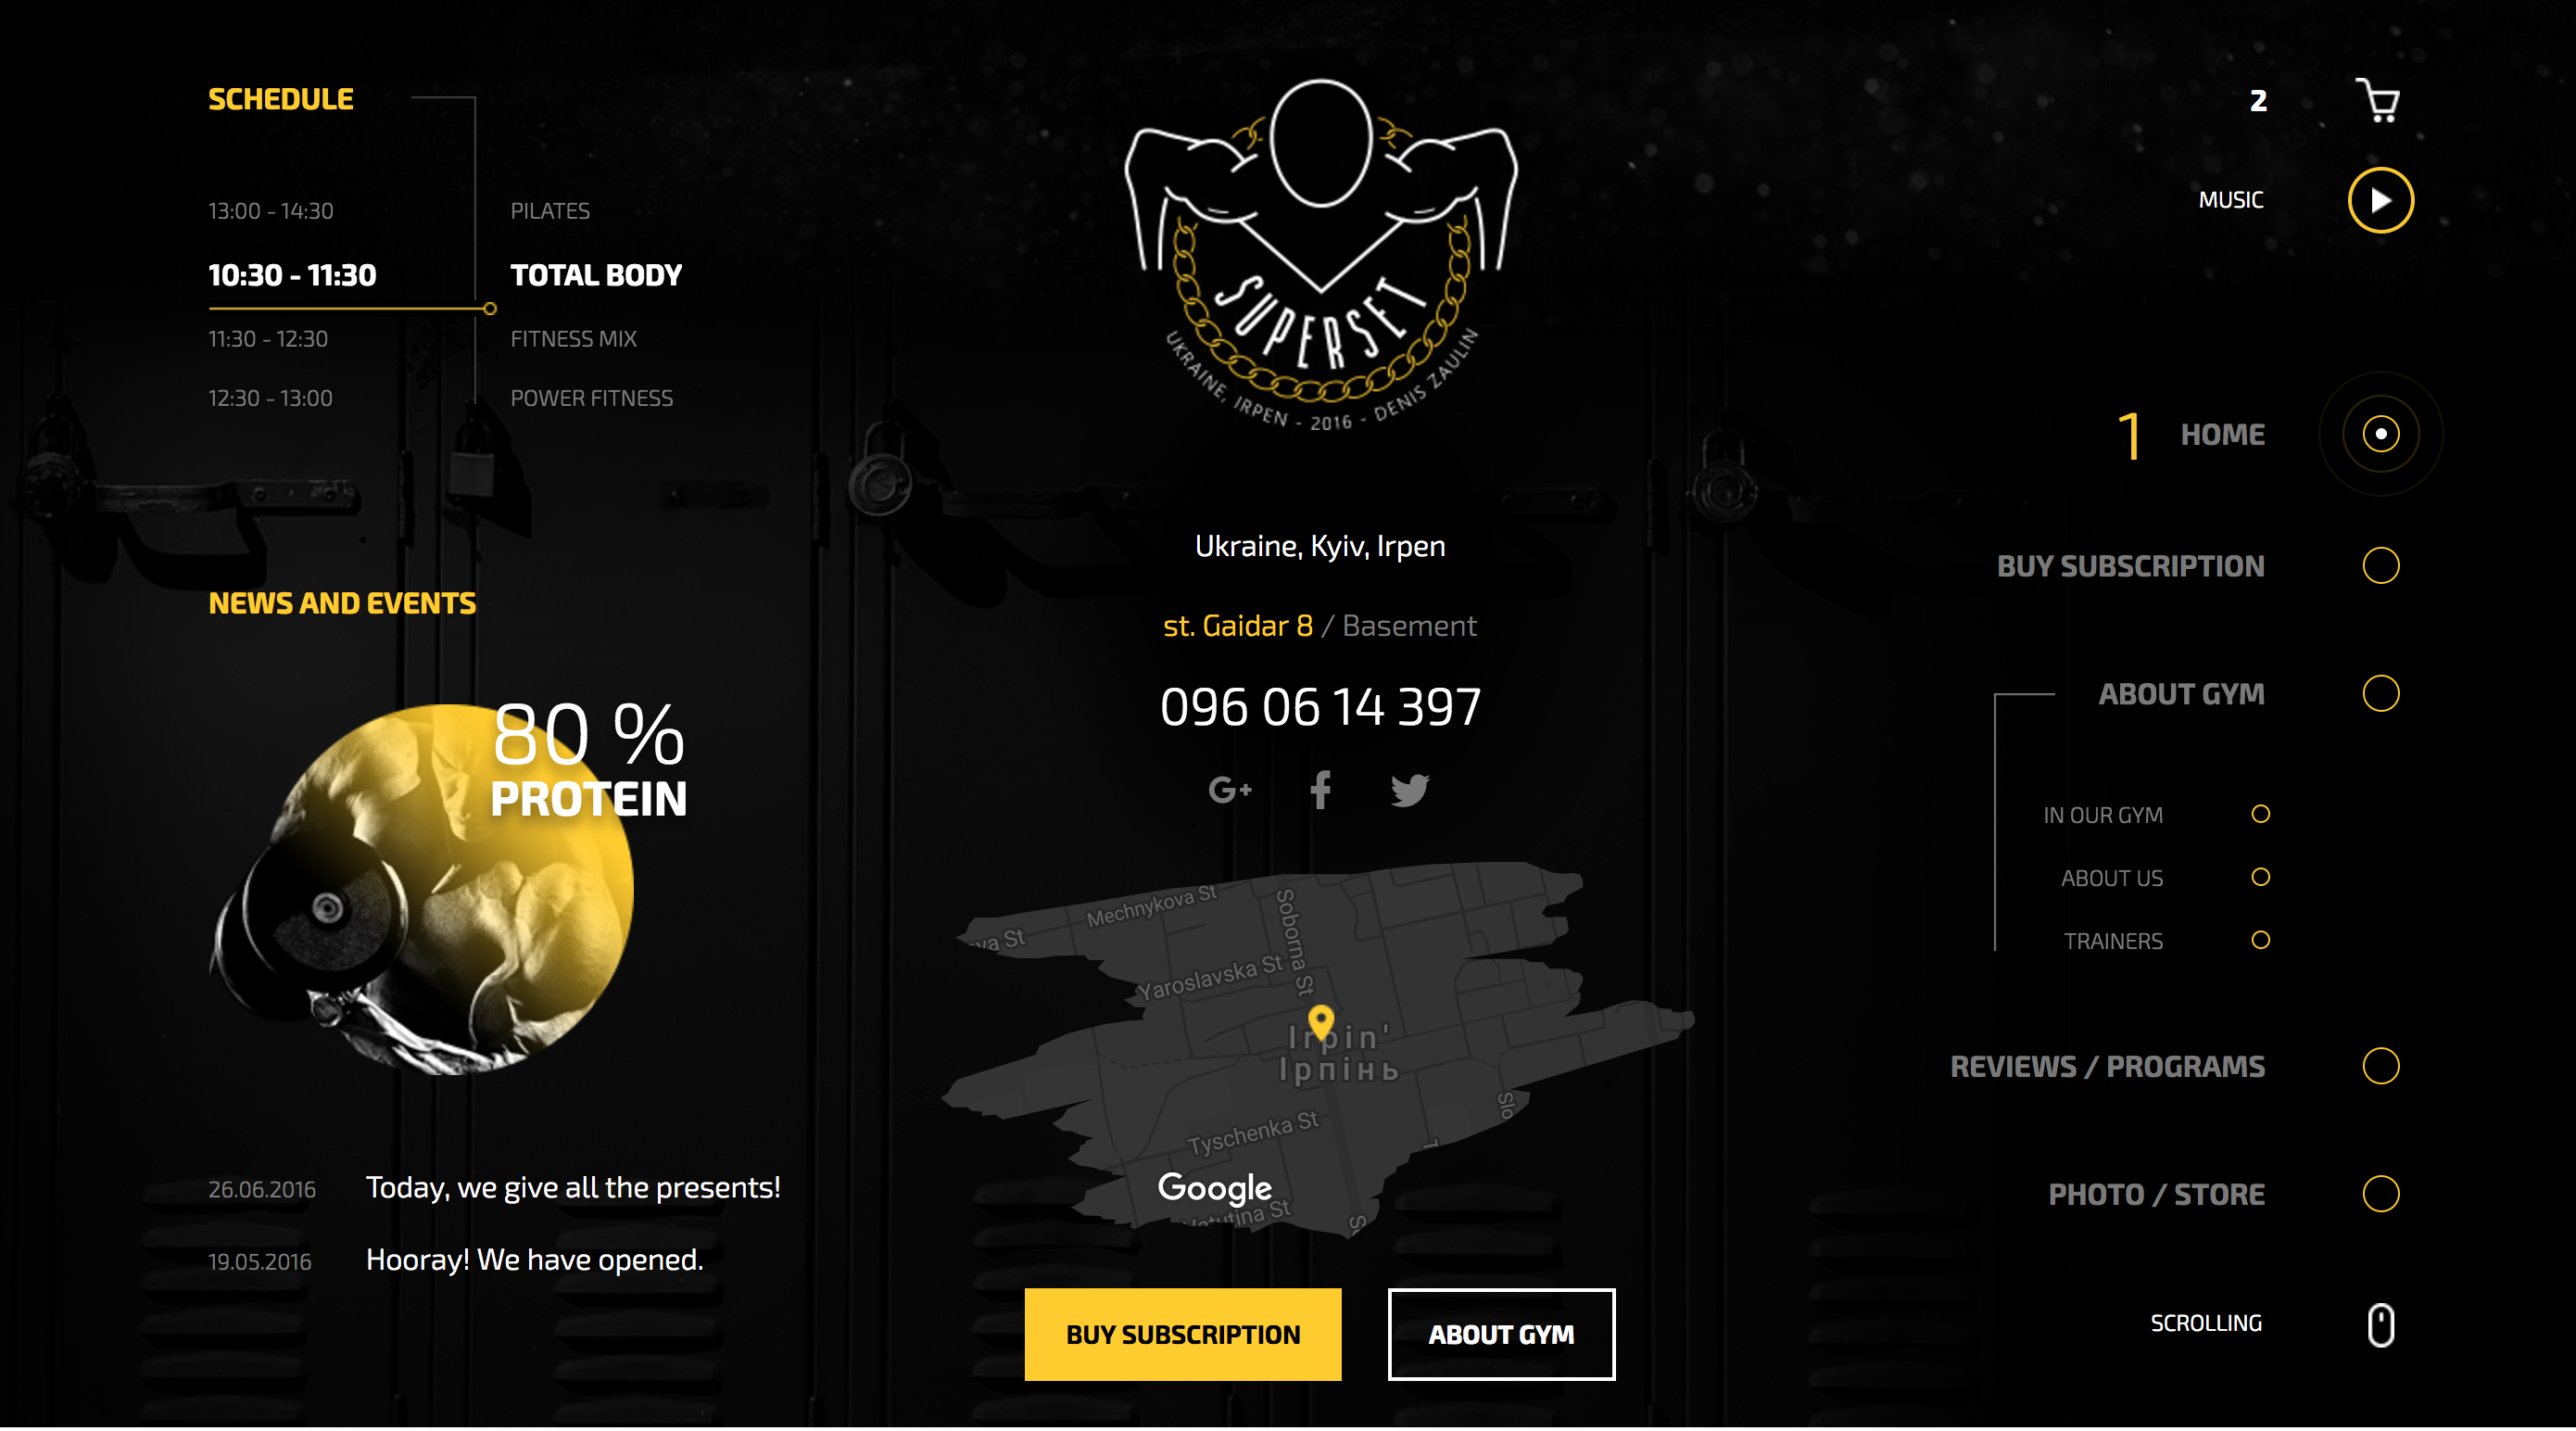 SCHEDULE
13:00 - 14:30 PILATES
10:30 - 11:30 TOTAL BODY
11:30 - 12:30 FITNESS MIX
12:30 - 13:00 POWER FITNESS
NEWS AND EVENTS
80 %
PROTEIN
26.06.2016 Today, we give all the presents!
19.05.2016 Hooray! We have opened.
SUPERSET
UKRAINE, IRPEN - 2016 - DENIS ZAULIN
Ukraine, Kyiv, Irpen
st. Gaidar 8 / Basement
096 06 14 397
G+
Mechnykova St
Soborna St
Yaroslavska St
Irpin'
Ірпінь
Tyschenka St
Google
BUY SUBSCRIPTION
ABOUT GYM
2
MUSIC
1 HOME
BUY SUBSCRIPTION
ABOUT GYM
IN OUR GYM
ABOUT US
TRAINERS
REVIEWS / PROGRAMS
PHOTO / STORE
SCROLLING